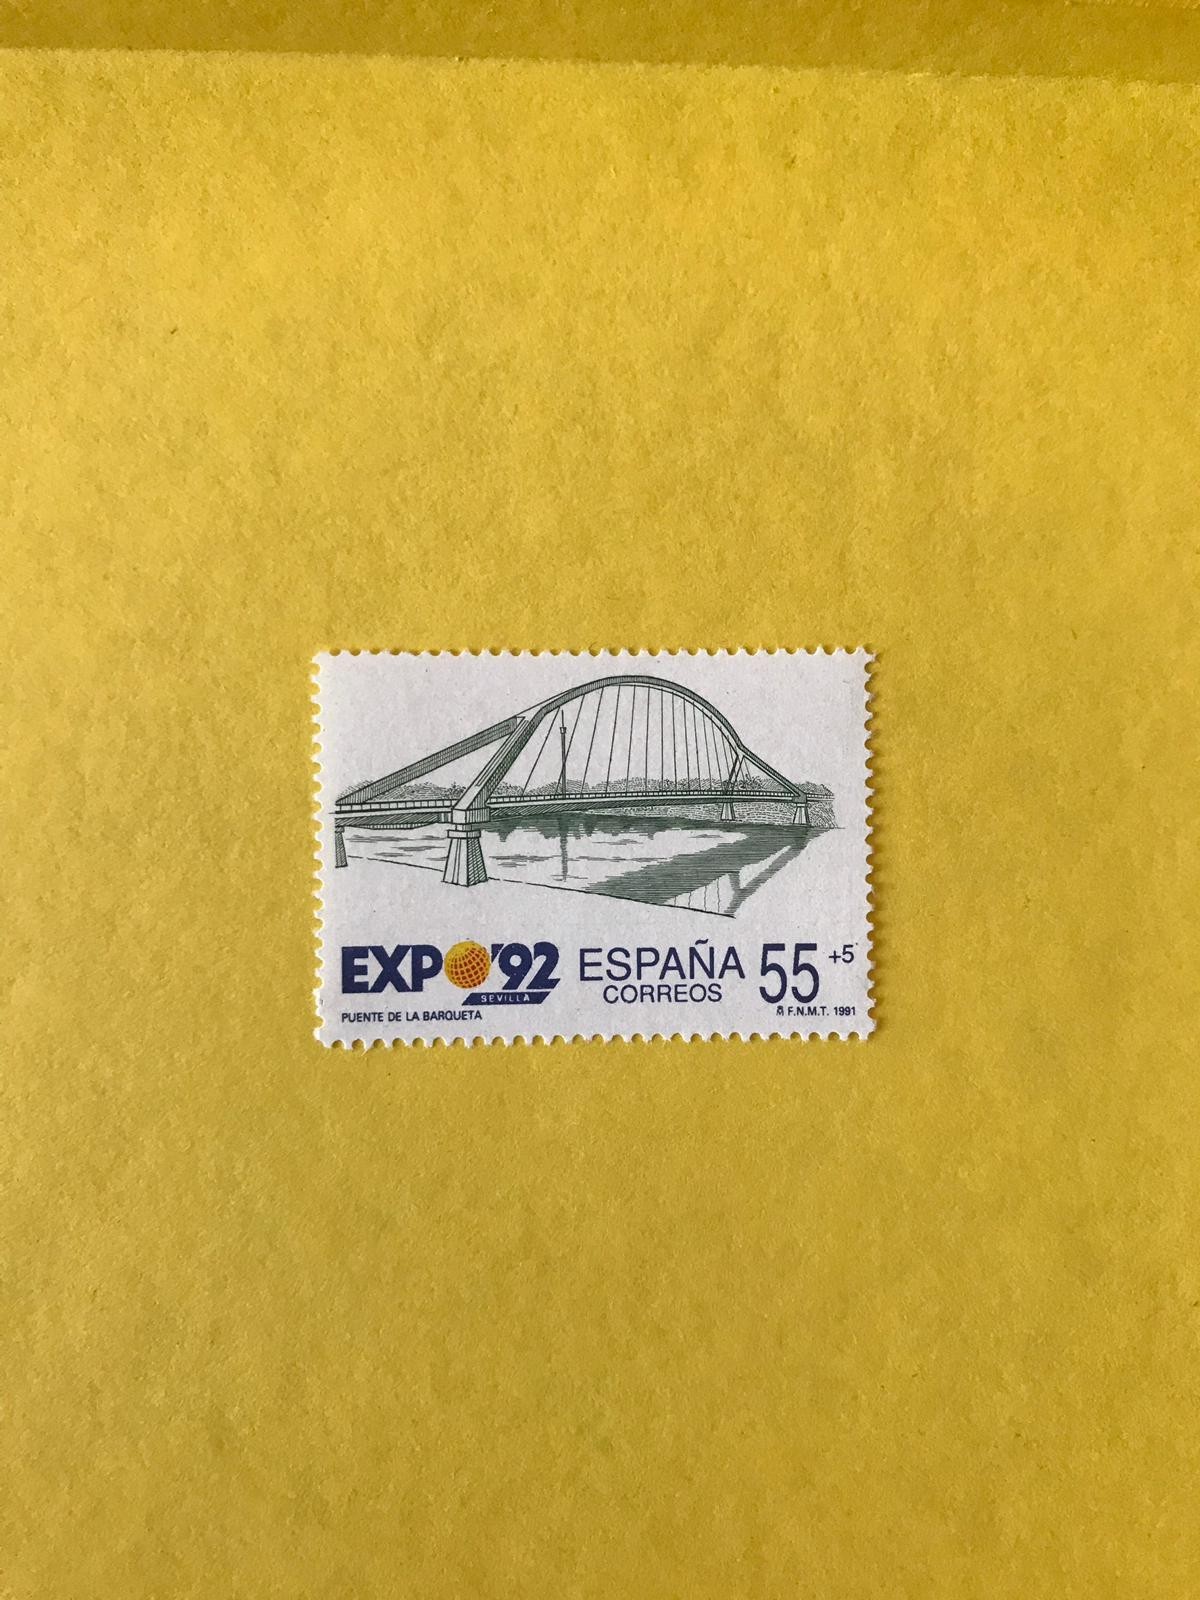 EXPO'92 ESPAÑA 55 +5
SEVILLA CORREOS
PUENTE DE LA BARQUETA F.N.M.T. 1991